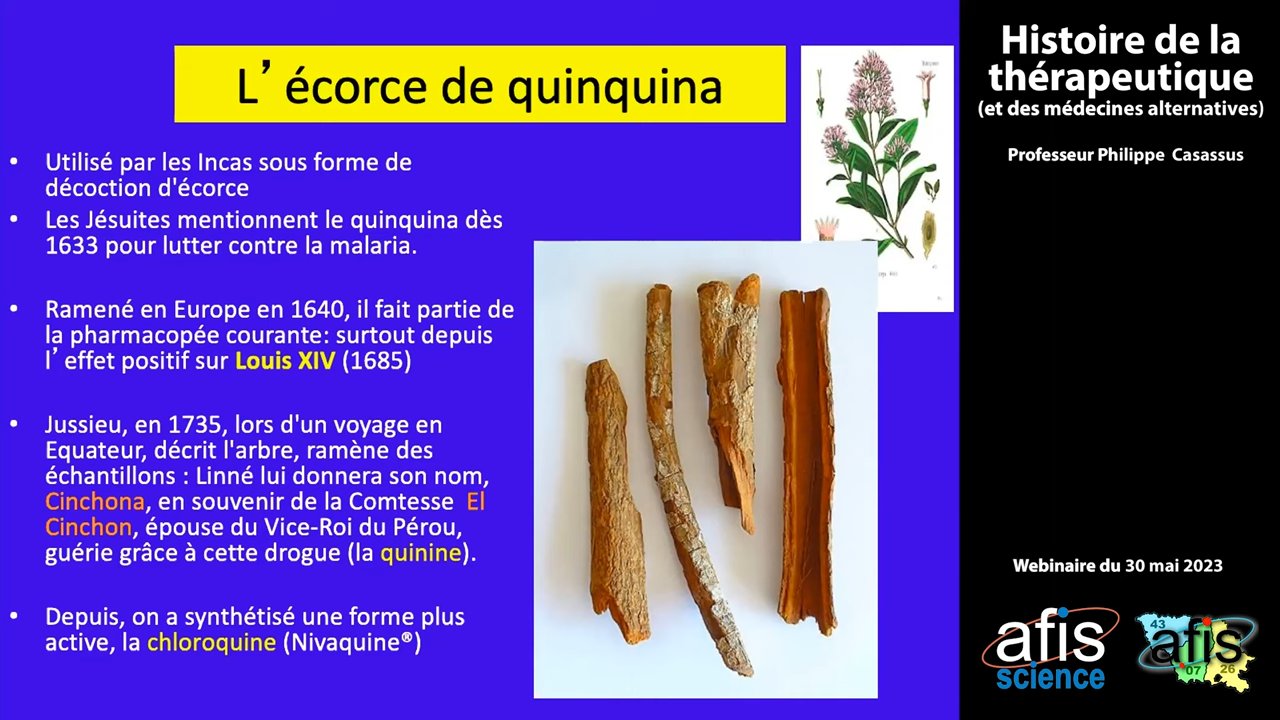 L’écorce de quinquina
• Utilisé par les Incas sous forme de
décoction d'écorce
• Les Jésuites mentionnent le quinquina dès
1633 pour lutter contre la malaria.
• Ramené en Europe en 1640, il fait partie de
la pharmacopée courante: surtout depuis
l’effet positif sur Louis XIV (1685)
• Jussieu, en 1735, lors d'un voyage en
Equateur, décrit l'arbre, ramène des
échantillons : Linné lui donnera son nom,
Cinchona, en souvenir de la Comtesse El
Cinchon, épouse du Vice-Roi du Pérou,
guérie grâce à cette drogue (la quinine).
• Depuis, on a synthétisé une forme plus
active, la chloroquine (Nivaquine®)
Histoire de la
thérapeutique
(et des médecines alternatives)
Professeur Philippe Casassus
Webinaire du 30 mai 2023
afis
science
43
afis
07
26